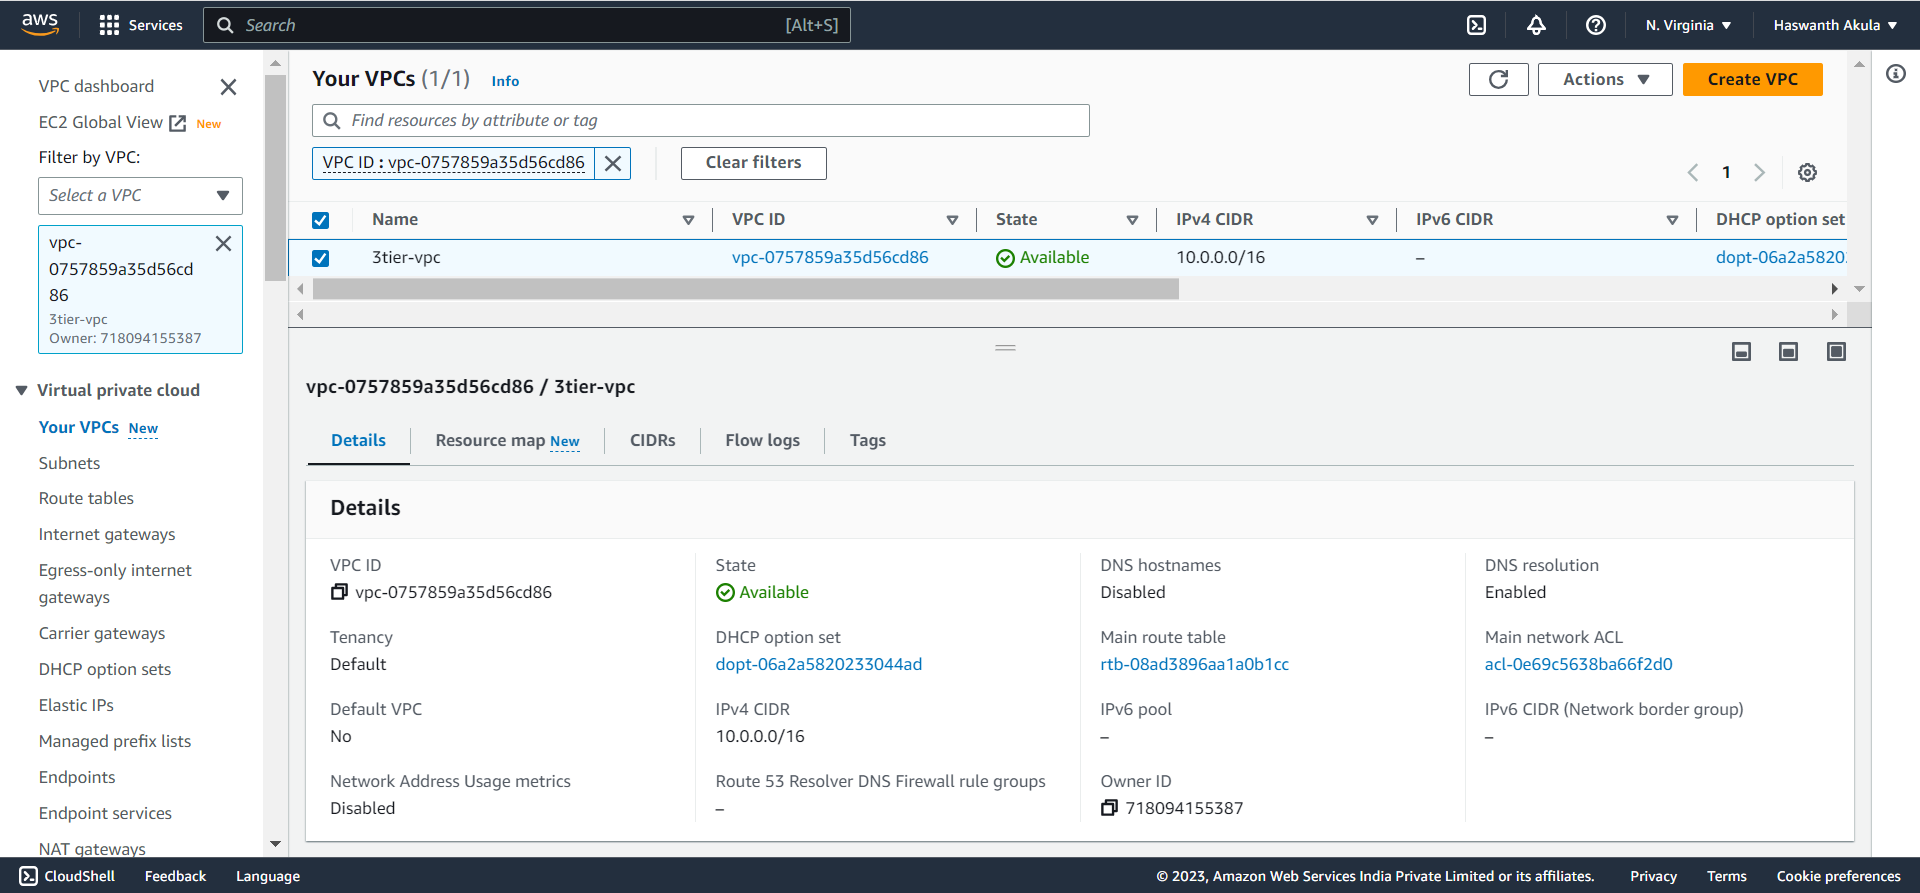 aws
Services
Search
[Alt+S]
N. Virginia
Haswanth Akula
VPC dashboard
EC2 Global View New
Filter by VPC:
Select a VPC
vpc-
0757859a35d56cd
86
3tier-vpc
Owner: 718094155387
Virtual private cloud
Your VPCs New
Subnets
Route tables
Internet gateways
Egress-only internet
gateways
Carrier gateways
DHCP option sets
Elastic IPs
Managed prefix lists
Endpoints
Endpoint services
NAT gateways
Your VPCs (1/1) Info
Actions
Create VPC
Find resources by attribute or tag
VPC ID : vpc-0757859a35d56cd86
Clear filters
1
Name VPC ID State IPv4 CIDR IPv6 CIDR DHCP option set
3tier-vpc vpc-0757859a35d56cd86 Available 10.0.0.0/16 – dopt-06a2a5820
vpc-0757859a35d56cd86 / 3tier-vpc
Details Resource map New CIDRs Flow logs Tags
Details
VPC ID State DNS hostnames DNS resolution
vpc-0757859a35d56cd86 Available Disabled Enabled
Tenancy DHCP option set Main route table Main network ACL
Default dopt-06a2a5820233044ad rtb-08ad3896aa1a0b1cc acl-0e69c5638ba66f2d0
Default VPC IPv4 CIDR IPv6 pool IPv6 CIDR (Network border group)
No 10.0.0.0/16 – –
Network Address Usage metrics Route 53 Resolver DNS Firewall rule groups Owner ID
Disabled – 718094155387
CloudShell Feedback Language © 2023, Amazon Web Services India Private Limited or its affiliates. Privacy Terms Cookie preferences